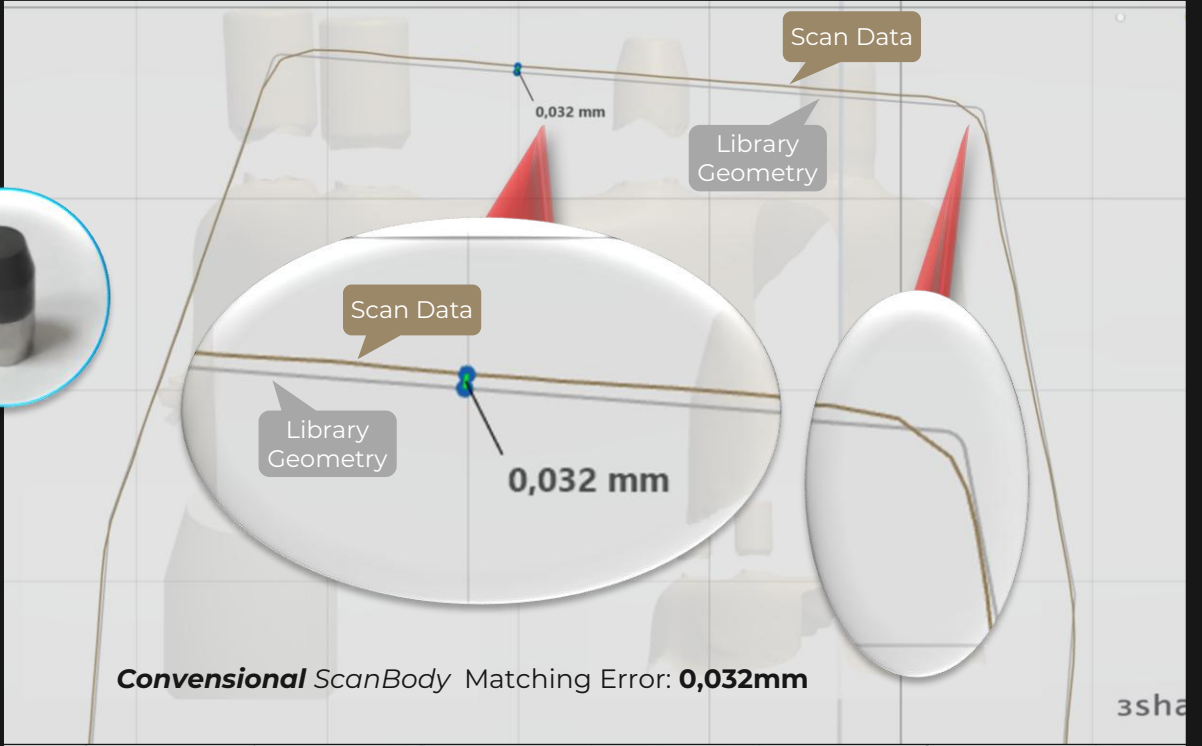 Scan Data
0,032 mm
Library
Geometry
Scan Data
Library
Geometry
0,032 mm
Convensional ScanBody Matching Error: 0,032mm
3sha